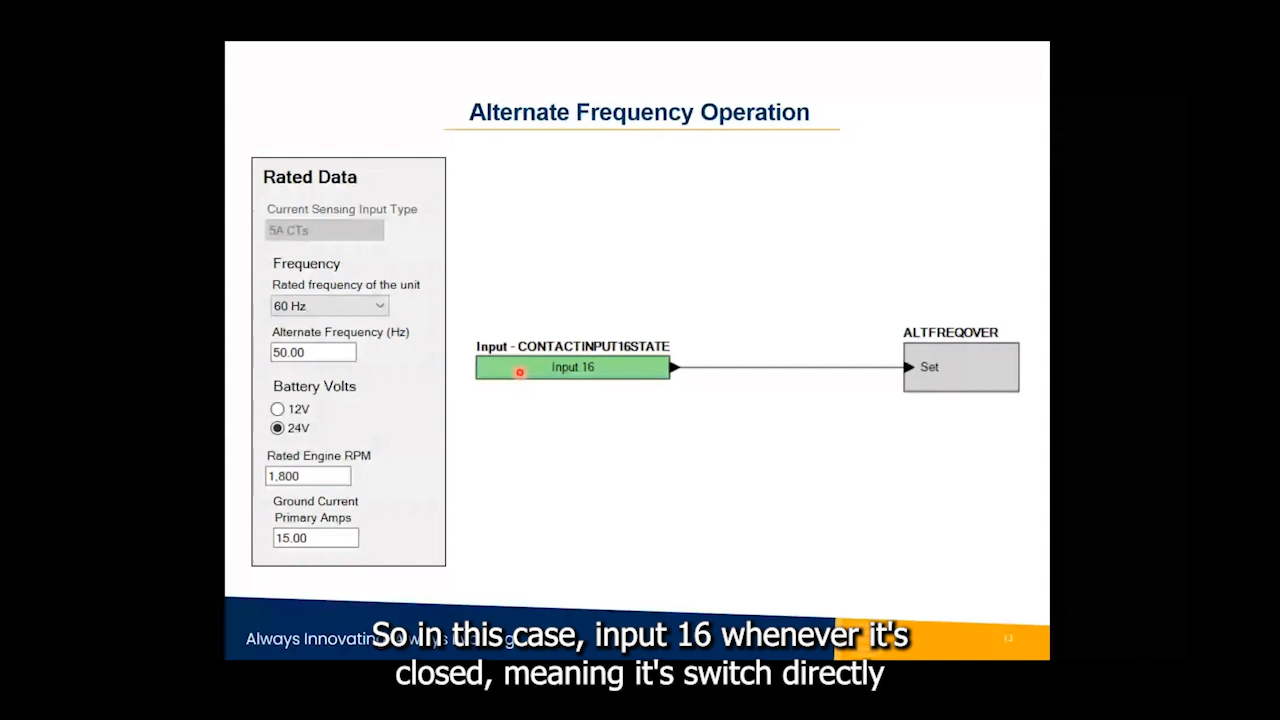 Alternate Frequency Operation
Rated Data
Current Sensing Input Type
5A CTs
Frequency
Rated frequency of the unit
60 Hz
Alternate Frequency (Hz)
50.00
Battery Volts
12V
24V
Rated Engine RPM
1,800
Ground Current
Primary Amps
15.00
Input - CONTACTINPUT16STATE
Input 16
ALTFREQOVER
Set
Always Innovating
13
So in this case, input 16 whenever it's
closed, meaning it's switch directly